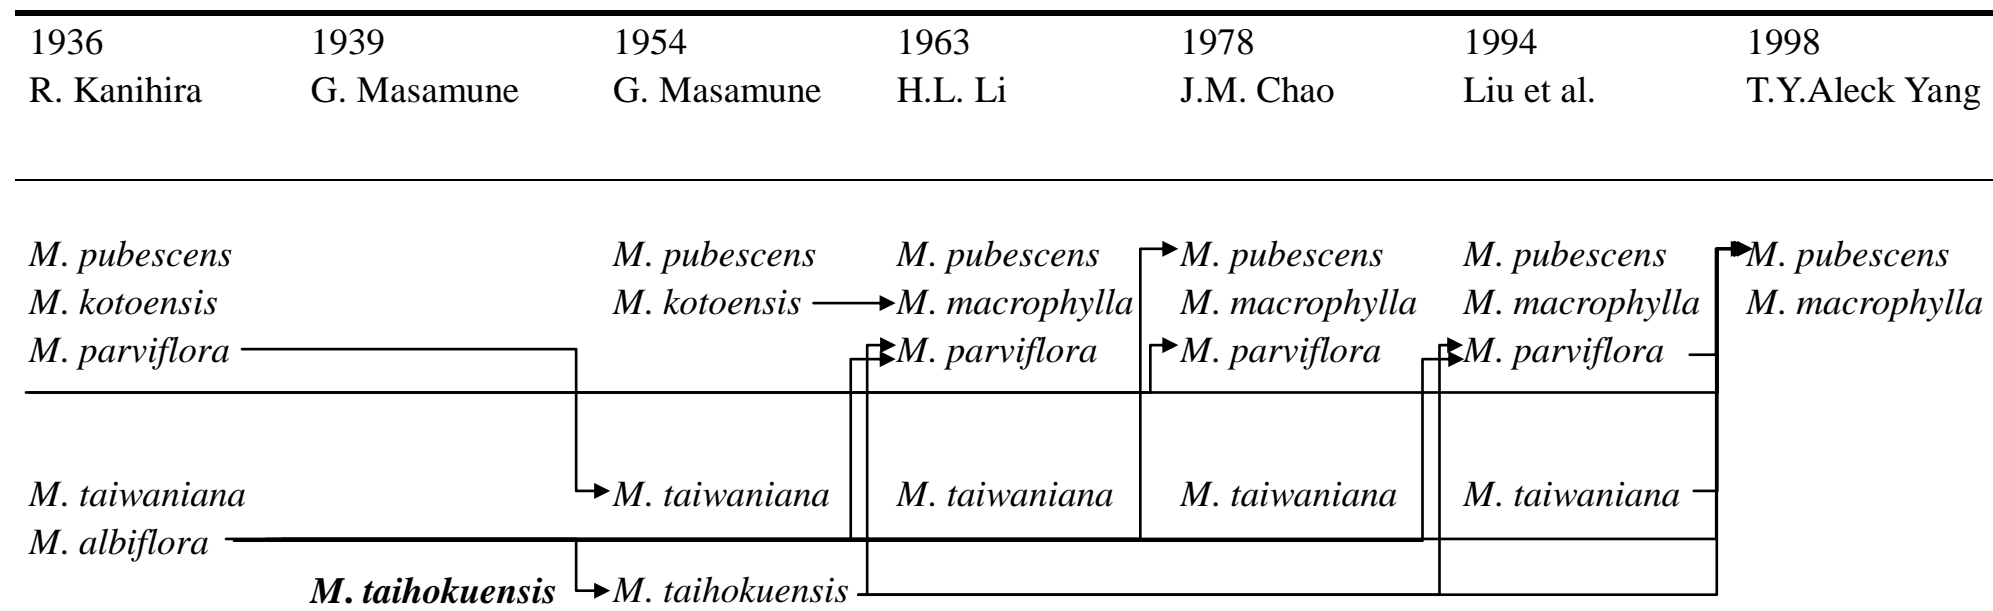 1936 1939 1954 1963 1978 1994 1998
R. Kanihira G. Masamune G. Masamune H.L. Li J.M. Chao Liu et al. T.Y.Aleck Yang
M. pubescens M. pubescens M. pubescens M. pubescens M. pubescens M. pubescens
M. kotoensis M. kotoensis M. macrophylla M. macrophylla M. macrophylla M. macrophylla
M. parviflora M. parviflora M. parviflora M. parviflora
M. taiwaniana M. taiwaniana M. taiwaniana M. taiwaniana M. taiwaniana
M. albiflora
M. taihokuensis M. taihokuensis